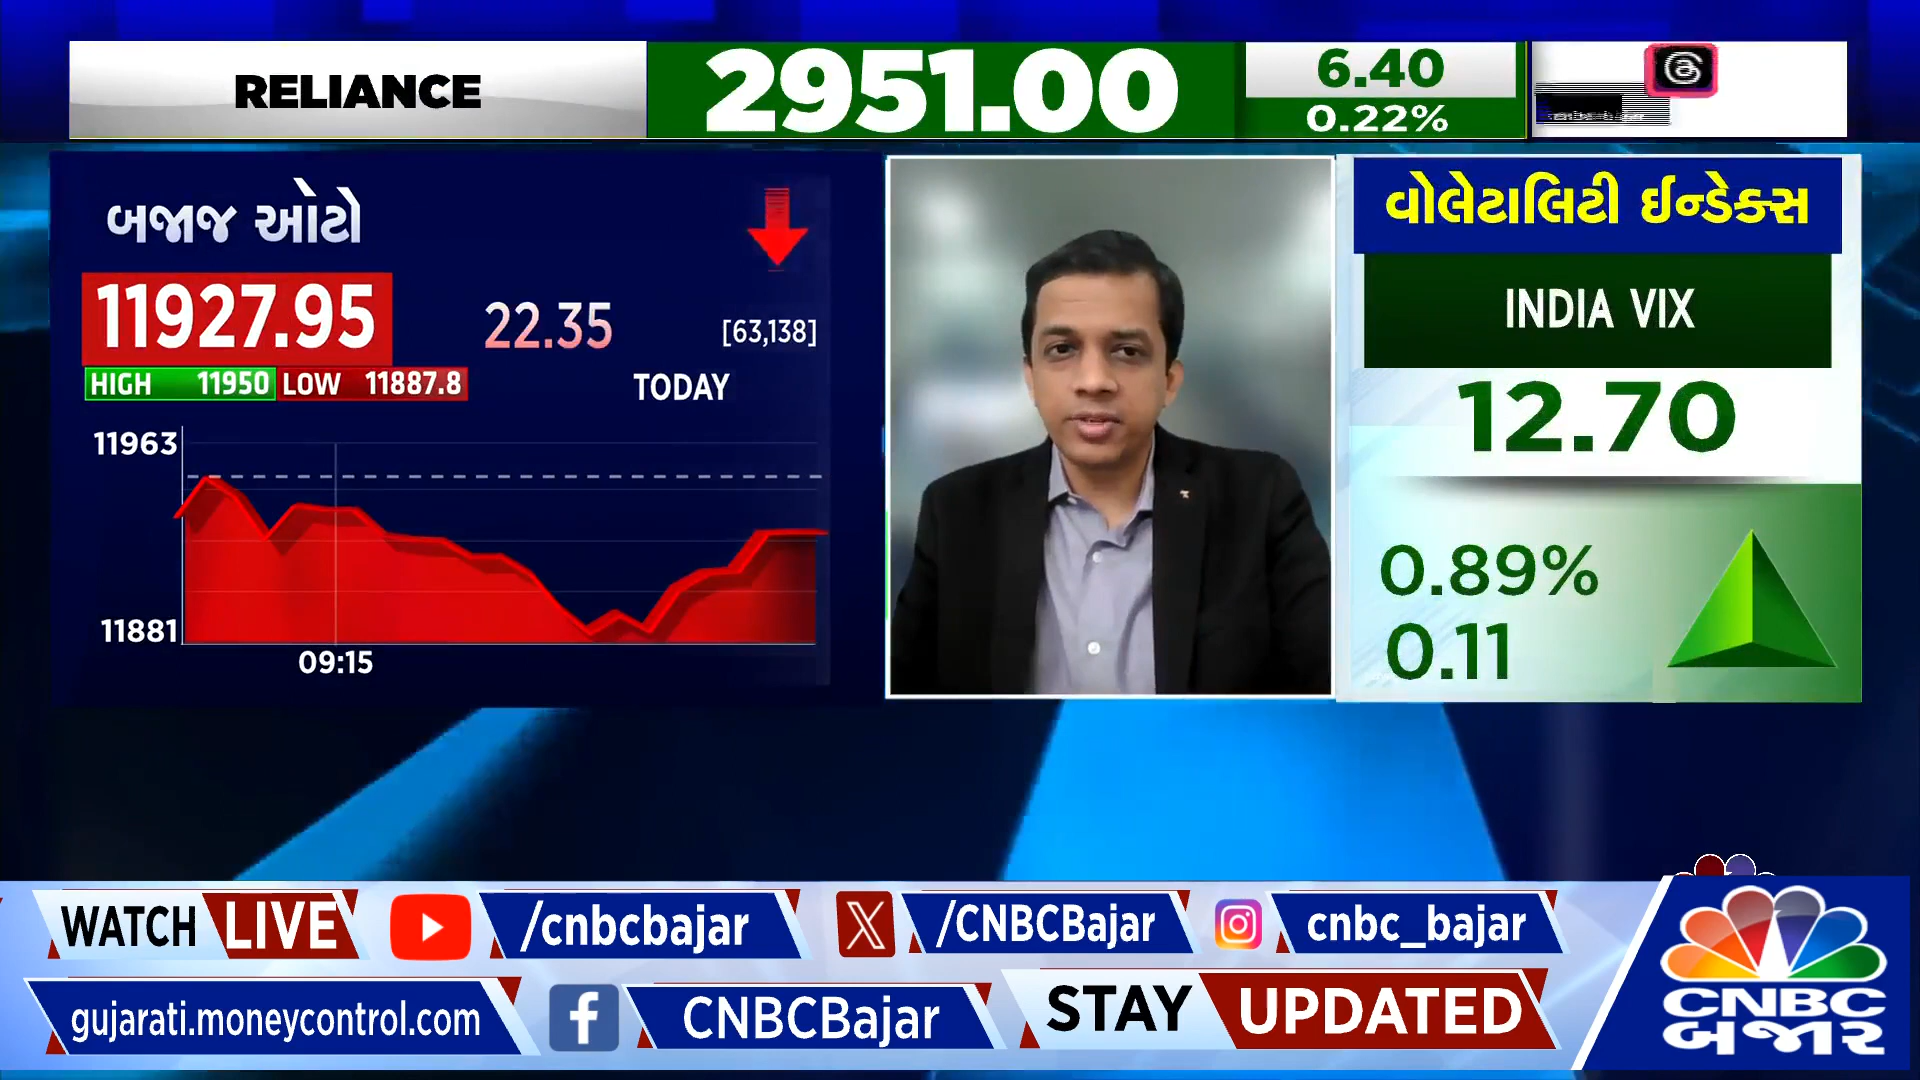 RELIANCE
2951.00
6.40
0.22%
બજાજ ઓટો
11927.95
22.35
[63,138]
HIGH 11950 LOW 11887.8
TODAY
11963
11881
09:15
વોલેટાલિટી ઈન્ડેક્સ
INDIA VIX
12.70
0.89%
0.11
WATCH LIVE
/cnbcbajar
/CNBCBajar
cnbc_bajar
gujarati.moneycontrol.com
CNBCBajar
STAY UPDATED
CNBC
બજાર